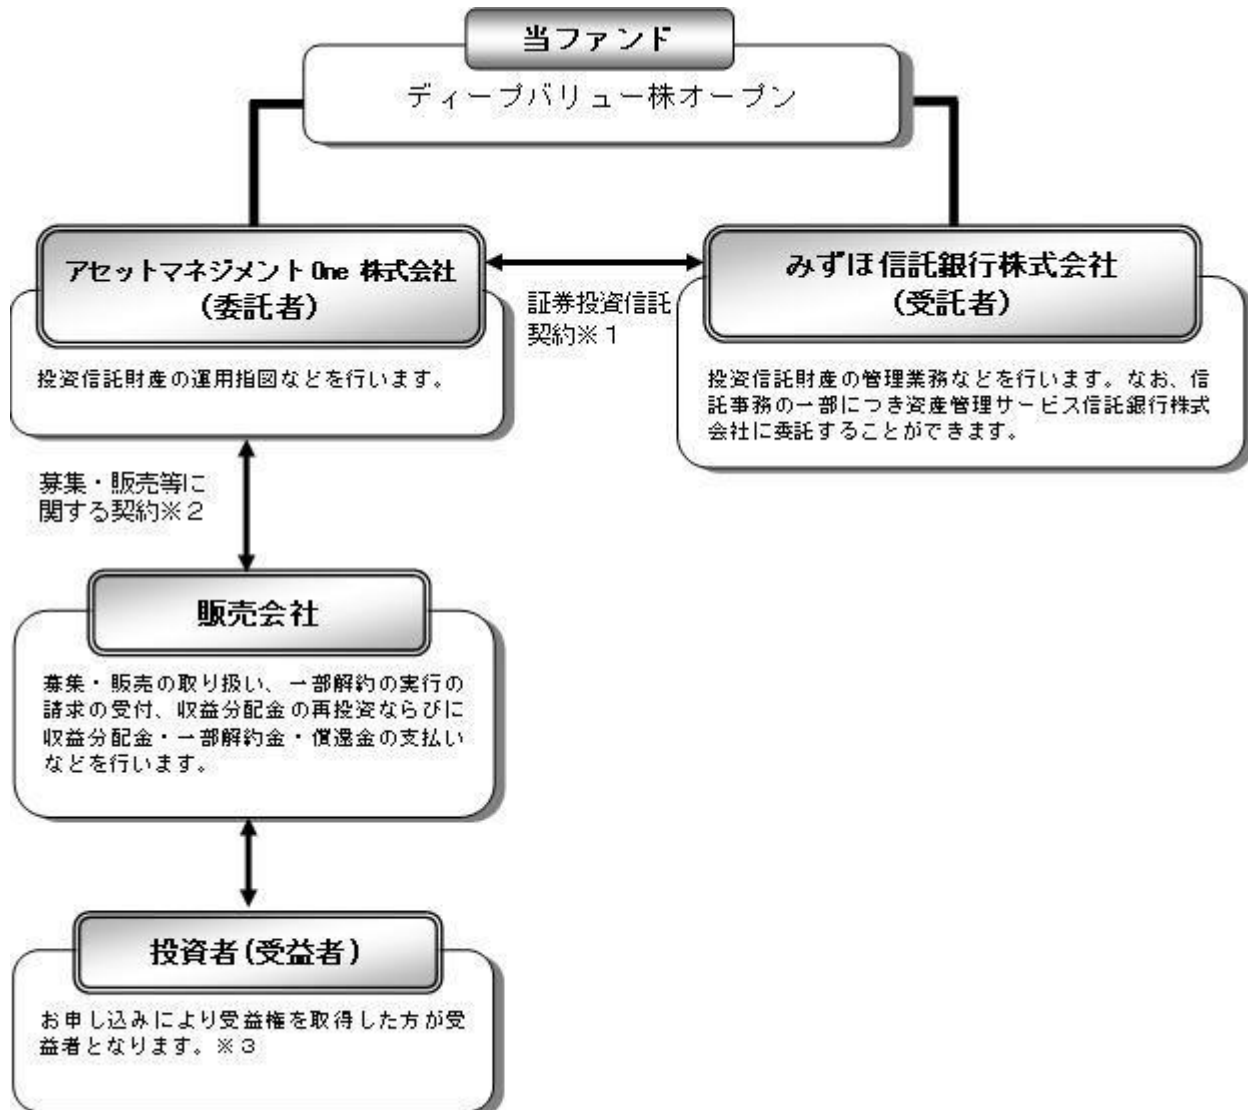 当ファンド
ディープバリュー株オープン
アセットマネジメントOne 株式会社
(委託者)
投資信託財産の運用指図などを行います。
証券投資信託
契約※1
みずほ信託銀行株式会社
(受託者)
投資信託財産の管理業務などを行います。なお、信
託事務の一部につき資産管理サービス信託銀行株式
会社に委託することができます。
募集・販売等に
関する契約※2
販売会社
募集・販売の取り扱い、一部解約の実行の
請求の受付、収益分配金の再投資ならびに
収益分配金・一部解約金・償還金の支払い
などを行います。
投資者(受益者)
お申し込みにより受益権を取得した方が受
益者となります。※3